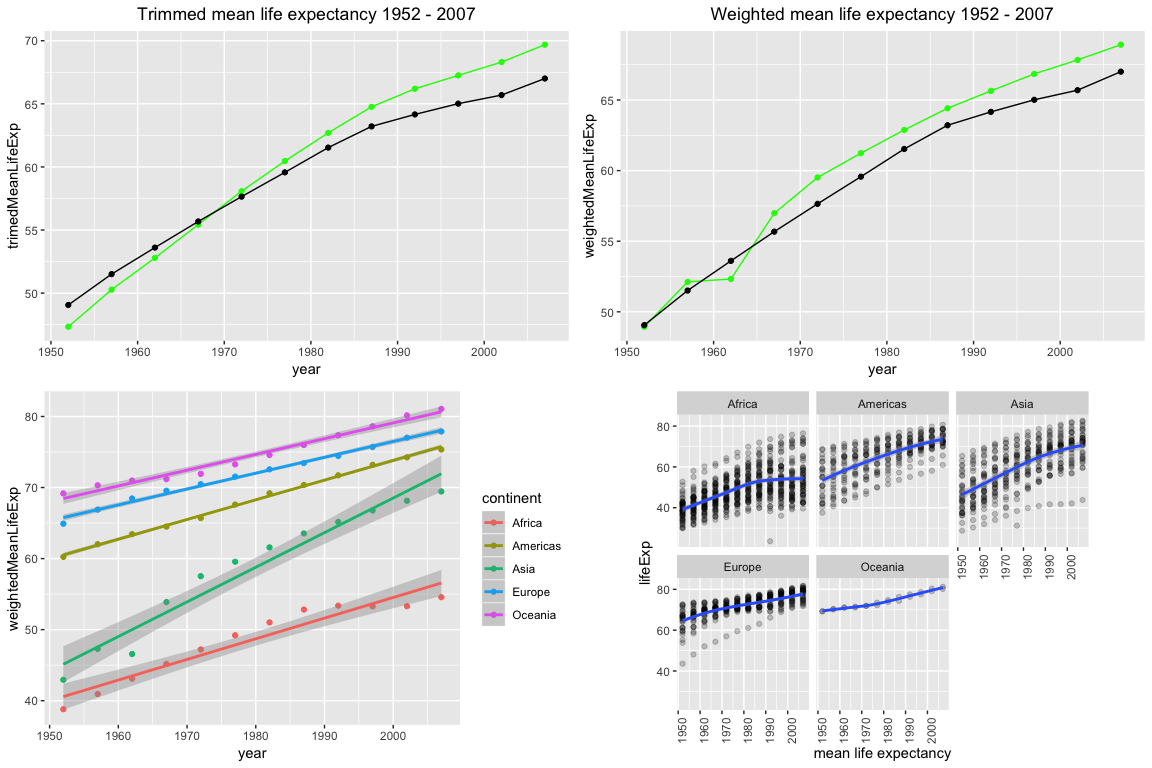 Trimmed mean life expectancy 1952 - 2007
70
65
60
55
50
trimedMeanLifeExp
1950 1960 1970 1980 1990 2000
year
Weighted mean life expectancy 1952 - 2007
65
60
55
50
weightedMeanLifeExp
1950 1960 1970 1980 1990 2000
year
80
70
60
50
40
weightedMeanLifeExp
1950 1960 1970 1980 1990 2000
year
continent
Africa
Americas
Asia
Europe
Oceania
Africa Americas Asia
80
60
40
1950 1960 1970 1980 1990 2000
lifeExp
Europe Oceania
80
60
40
1950 1960 1970 1980 1990 2000 1950 1960 1970 1980 1990 2000
mean life expectancy